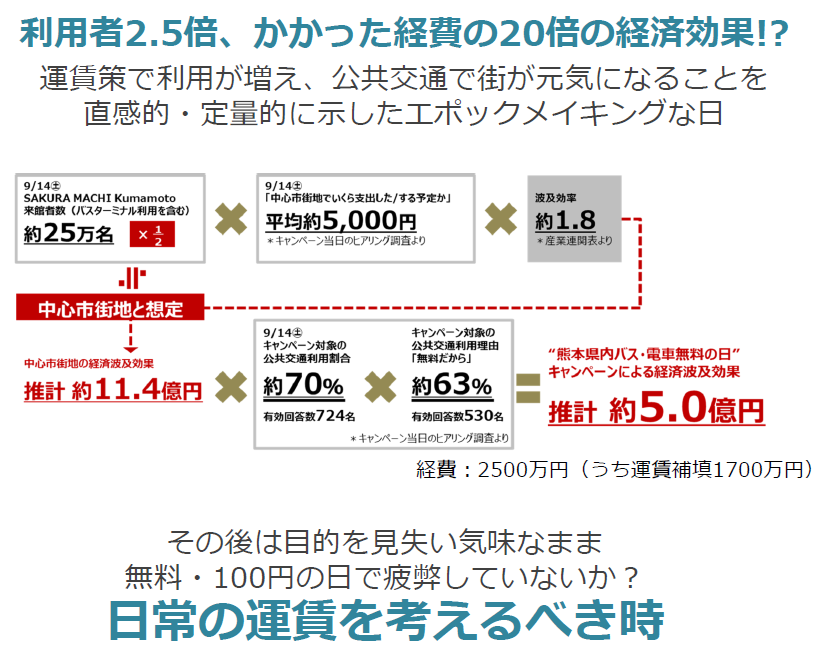 利用者2.5倍、かかった経費の20倍の経済効果!?
運賃策で利用が増え、公共交通で街が元気になることを
直感的・定量的に示したエポックメイキングな日
9/14㊏
SAKURA MACHI Kumamoto
来館者数（バスターミナル利用を含む）
約25万名
× 1/2
9/14㊏
「中心市街地でいくら支出した/する予定か」
平均約5,000円
＊キャンペーン当日のヒアリング調査より
波及効率
約1.8
＊産業連関表より
中心市街地と想定
中心市街地の経済波及効果
推計 約11.4億円
9/14㊏
キャンペーン対象の
公共交通利用割合
約70%
有効回答数724名
キャンペーン対象の
公共交通利用理由
「無料だから」
約63%
有効回答数530名
＊キャンペーン当日のヒアリング調査より
“熊本県内バス・電車無料の日”
キャンペーンによる経済波及効果
推計 約5.0億円
経費：2500万円（うち運賃補填1700万円）
その後は目的を見失い気味なまま
無料・100円の日で疲弊していないか？
日常の運賃を考えるべき時